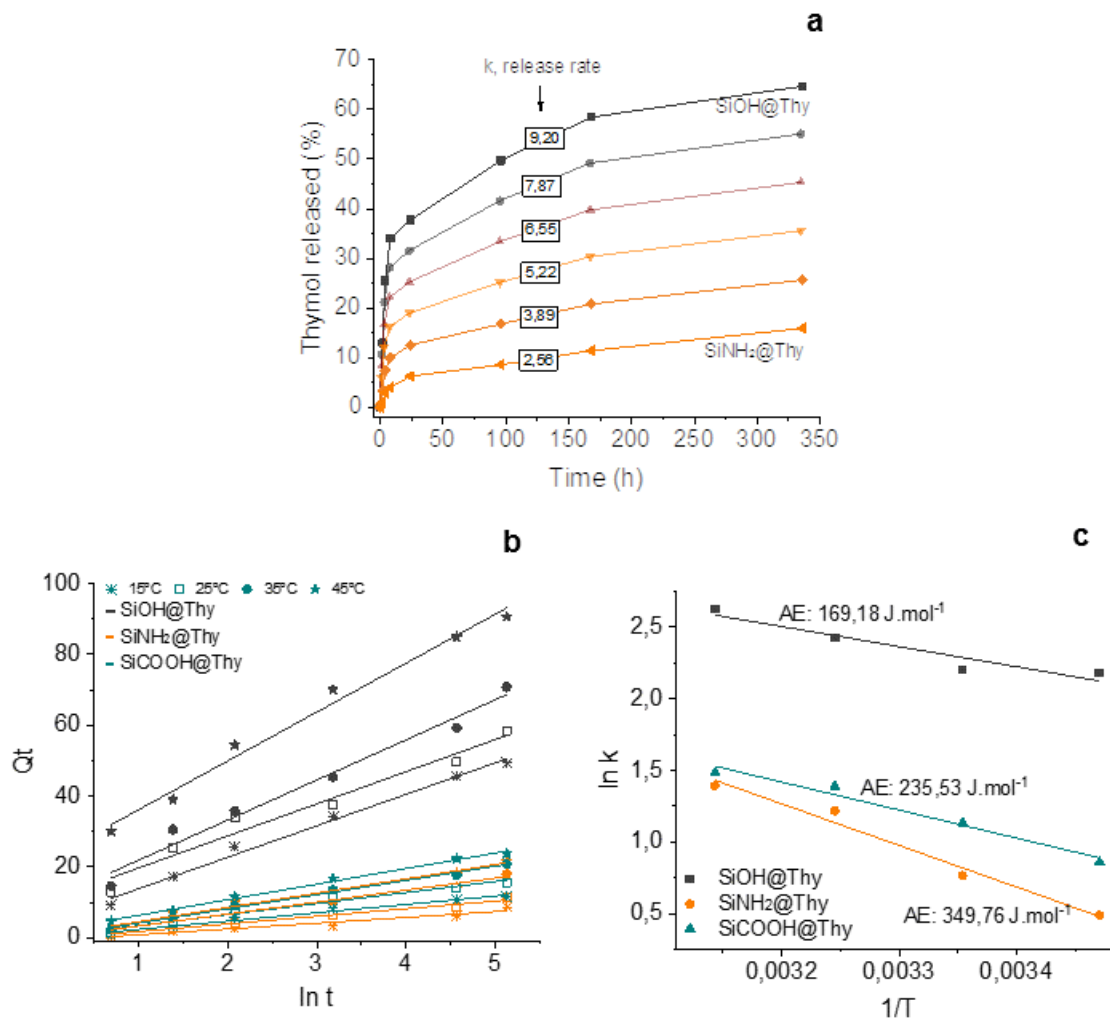 a
k, release rate
Thymol released (%)
70
60
50
40
30
20
10
0
SiOH@Thy
9,20
7,87
6,55
5,22
3,89
2,56
SiNH₂@Thy
0 50 100 150 200 250 300 350
Time (h)
b
15ºC 25ºC 35ºC 45ºC
SiOH@Thy
SiNH₂@Thy
SiCOOH@Thy
Qt
100
80
60
40
20
0
1 2 3 4 5
ln t
c
AE: 169,18 J.mol⁻¹
AE: 235,53 J.mol⁻¹
AE: 349,76 J.mol⁻¹
ln k
2,5
2,0
1,5
1,0
0,5
SiOH@Thy
SiNH₂@Thy
SiCOOH@Thy
0,0032 0,0033 0,0034
1/T